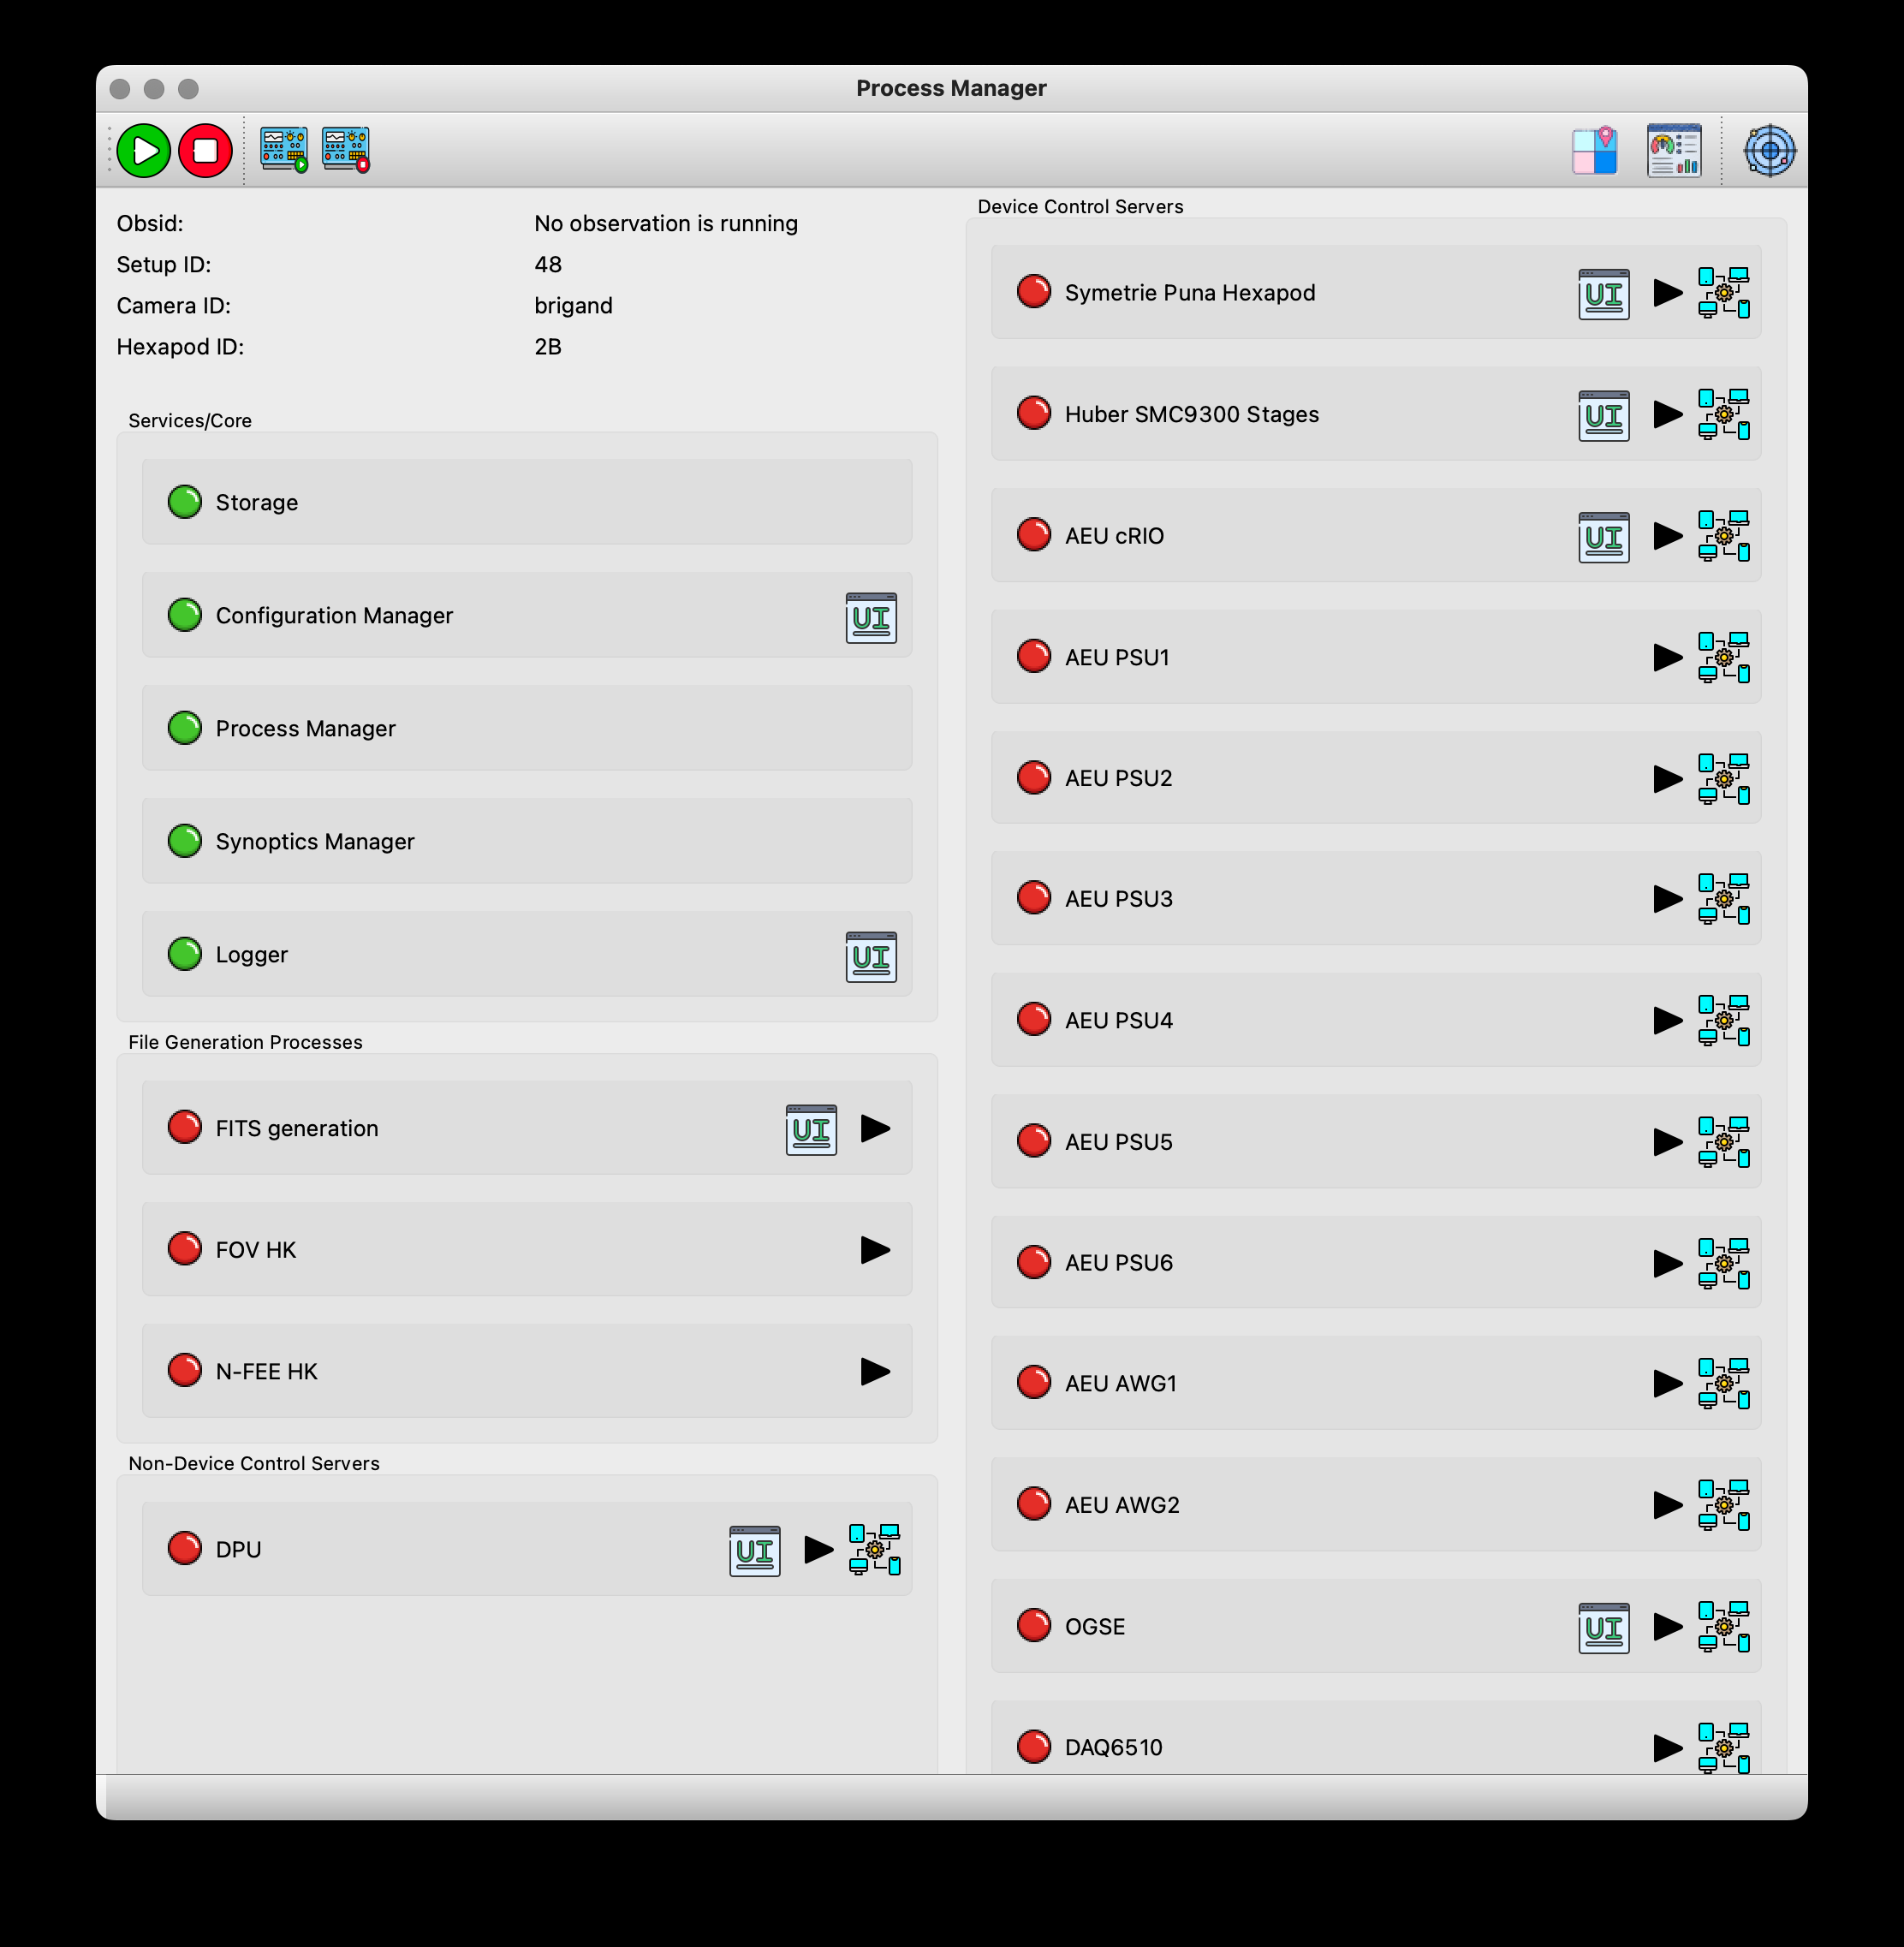 Process Manager
Obsid: No observation is running
Setup ID: 48
Camera ID: brigand
Hexapod ID: 2B
Services/Core
Storage
Configuration Manager UI
Process Manager
Synoptics Manager
Logger UI
File Generation Processes
FITS generation UI
FOV HK
N-FEE HK
Non-Device Control Servers
DPU UI
Device Control Servers
Symetrie Puna Hexapod UI
Huber SMC9300 Stages UI
AEU cRIO UI
AEU PSU1
AEU PSU2
AEU PSU3
AEU PSU4
AEU PSU5
AEU PSU6
AEU AWG1
AEU AWG2
OGSE UI
DAQ6510